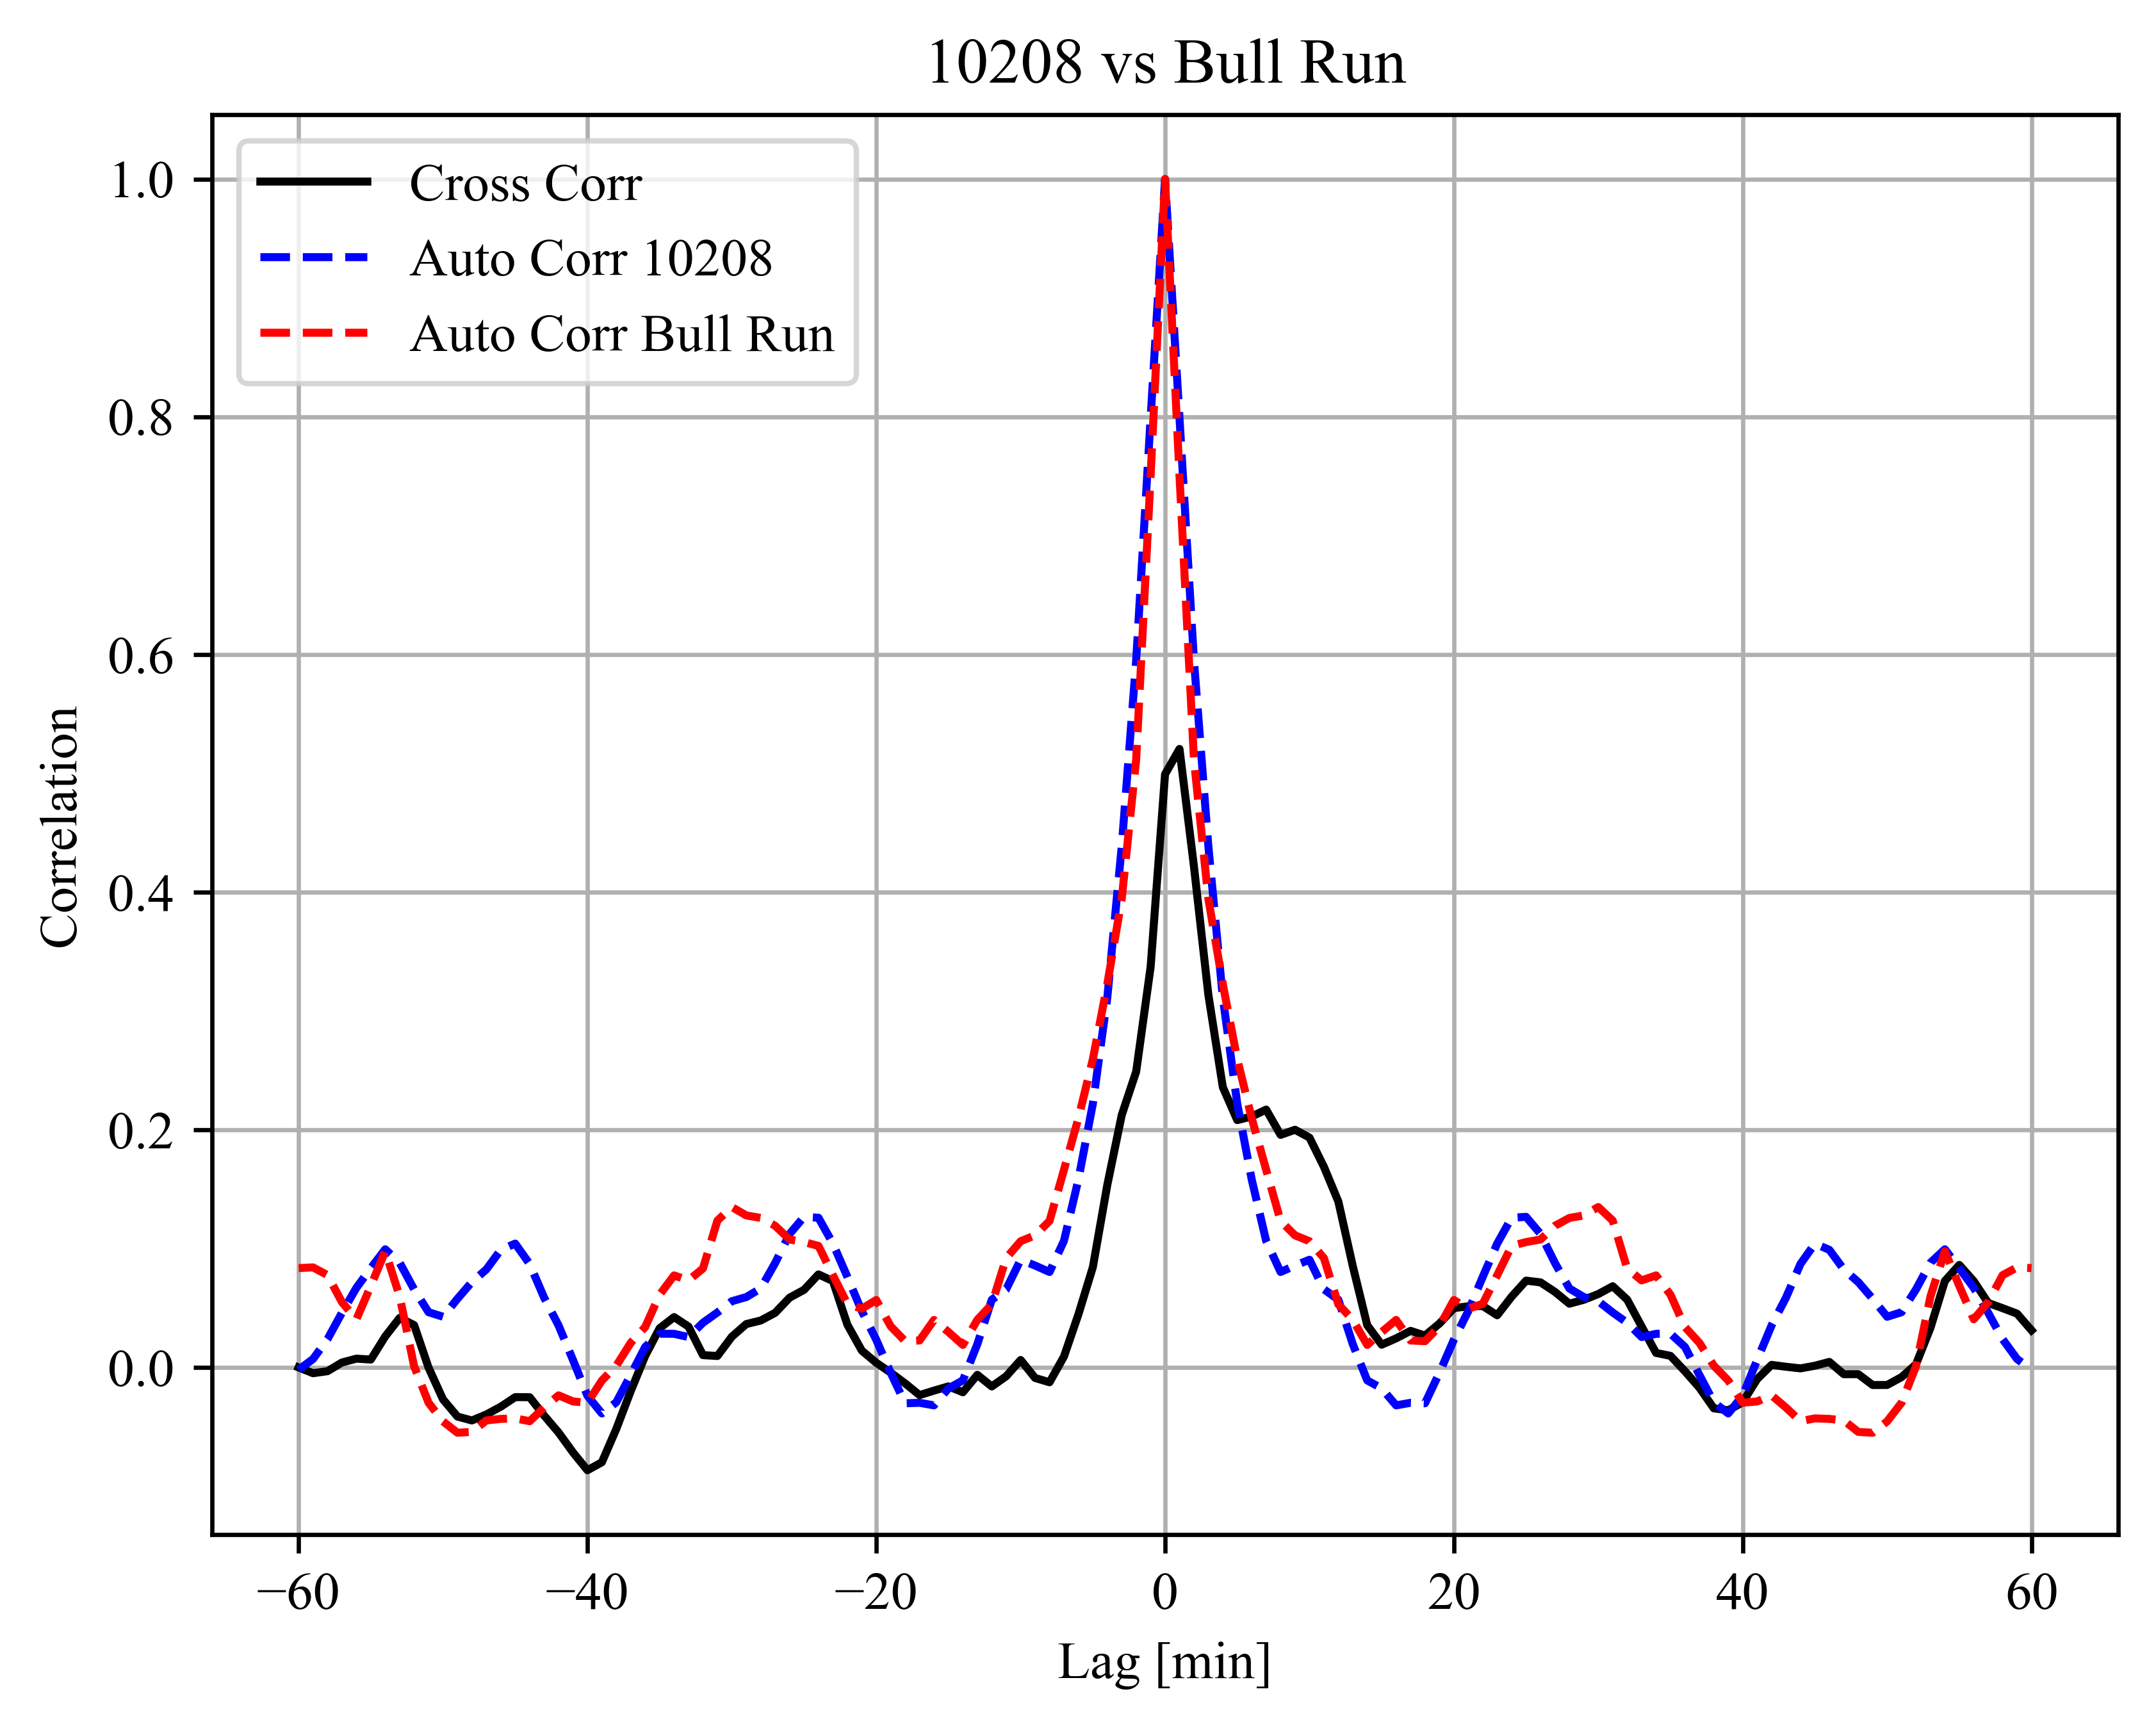 10208 vs Bull Run
Cross Corr
Auto Corr 10208
Auto Corr Bull Run
1.0
0.8
0.6
0.4
0.2
0.0
Correlation
−60 −40 −20 0 20 40 60
Lag [min]